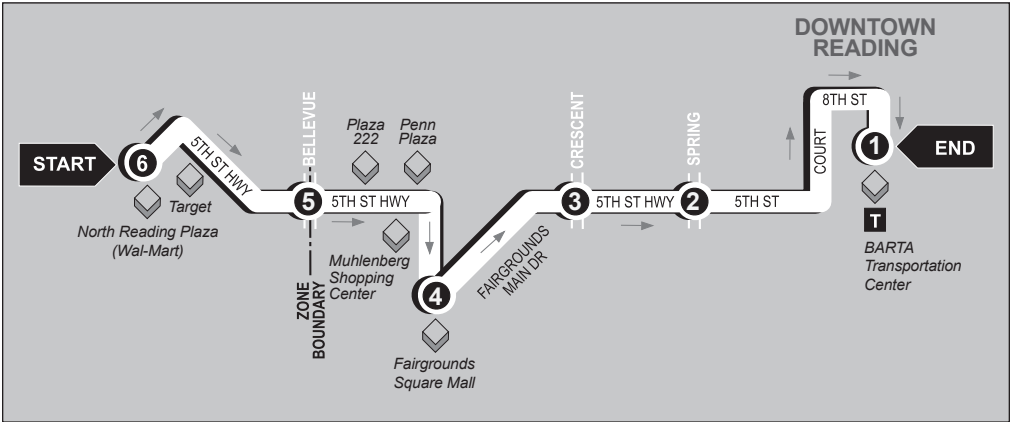 DOWNTOWN
READING
START
6
5TH ST HWY
Target
North Reading Plaza
(Wal-Mart)
BELLEVUE
5
ZONE
BOUNDARY
Plaza
222
Penn
Plaza
5TH ST HWY
Muhlenberg
Shopping
Center
4
Fairgrounds
Square Mall
FAIRGROUNDS
MAIN DR
CRESCENT
3
5TH ST HWY
SPRING
2
5TH ST
COURT
8TH ST
1
END
T
BARTA
Transportation
Center